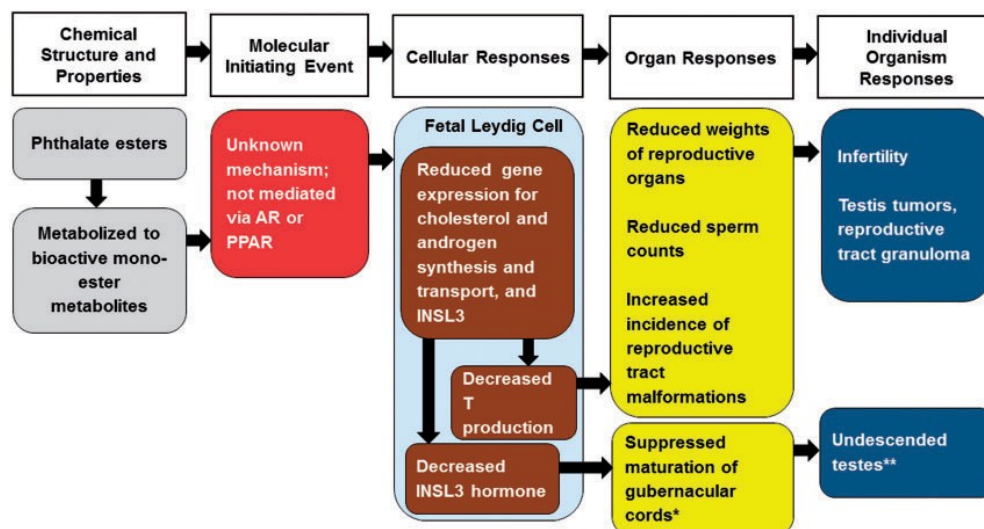 Chemical
Structure and
Properties
Molecular
Initiating Event
Cellular Responses
Organ Responses
Individual
Organism
Responses
Phthalate esters
Metabolized to
bioactive mono-
ester
metabolites
Unknown
mechanism;
not mediated
via AR or
PPAR
Fetal Leydig Cell
Reduced gene
expression for
cholesterol and
androgen
synthesis and
transport, and
INSL3
Decreased
T
production
Decreased
INSL3 hormone
Reduced weights
of reproductive
organs
Reduced sperm
counts
Increased
incidence of
reproductive
tract
malformations
Suppressed
maturation of
gubernacular
cords*
Infertility
Testis tumors,
reproductive
tract granuloma
Undescended
testes**